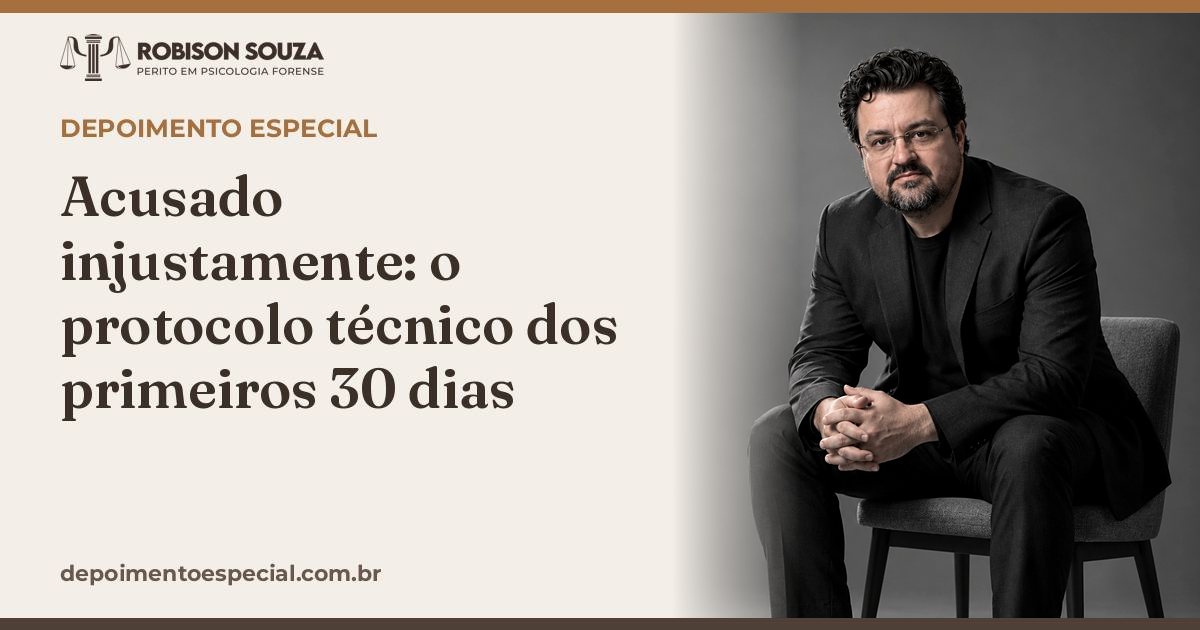 ROBISON SOUZA
PERITO EM PSICOLOGIA FORENSE
DEPOIMENTO ESPECIAL
Acusado
injustamente: o
protocolo técnico dos
primeiros 30 dias
depoimentoespecial.com.br